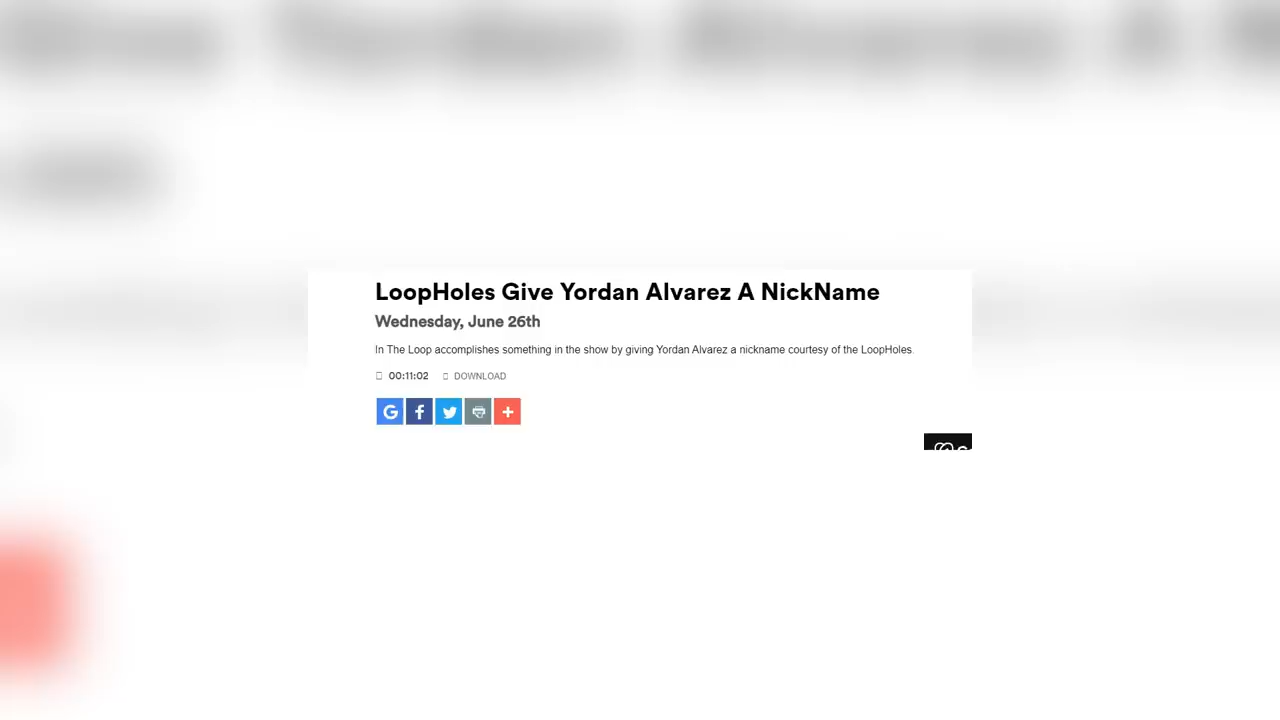 LoopHoles Give Yordan Alvarez A NickName
Wednesday, June 26th
In The Loop accomplishes something in the show by giving Yordan Alvarez a nickname courtesy of the LoopHoles.
00:11:02 DOWNLOAD